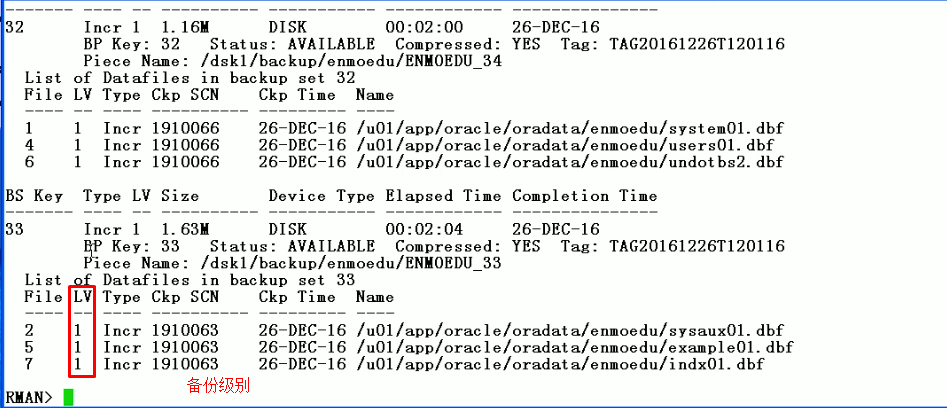 ------- ---- -- ---------- ----------- ------------ ---------------
32      Incr 1  1.16M      DISK        00:02:00     26-DEC-16
        BP Key: 32   Status: AVAILABLE  Compressed: YES  Tag: TAG20161226T120116
        Piece Name: /dsk1/backup/enmoedu/ENMOEDU_34
  List of Datafiles in backup set 32
  File LV Type Ckp SCN    Ckp Time  Name
  ---- -- ---- ---------- --------- ----
  1    1  Incr 1910066    26-DEC-16 /u01/app/oracle/oradata/enmoedu/system01.dbf
  4    1  Incr 1910066    26-DEC-16 /u01/app/oracle/oradata/enmoedu/users01.dbf
  6    1  Incr 1910066    26-DEC-16 /u01/app/oracle/oradata/enmoedu/undotbs2.dbf
BS Key  Type LV Size       Device Type Elapsed Time Completion Time
------- ---- -- ---------- ----------- ------------ ---------------
33      Incr 1  1.63M      DISK        00:02:04     26-DEC-16
        BP Key: 33   Status: AVAILABLE  Compressed: YES  Tag: TAG20161226T120116
        Piece Name: /dsk1/backup/enmoedu/ENMOEDU_33
  List of Datafiles in backup set 33
  File LV Type Ckp SCN    Ckp Time  Name
  ---- -- ---- ---------- --------- ----
  2    1  Incr 1910063    26-DEC-16 /u01/app/oracle/oradata/enmoedu/sysaux01.dbf
  5    1  Incr 1910063    26-DEC-16 /u01/app/oracle/oradata/enmoedu/example01.dbf
  7    1  Incr 1910063    26-DEC-16 /u01/app/oracle/oradata/enmoedu/indx01.dbf
备份级别
RMAN>